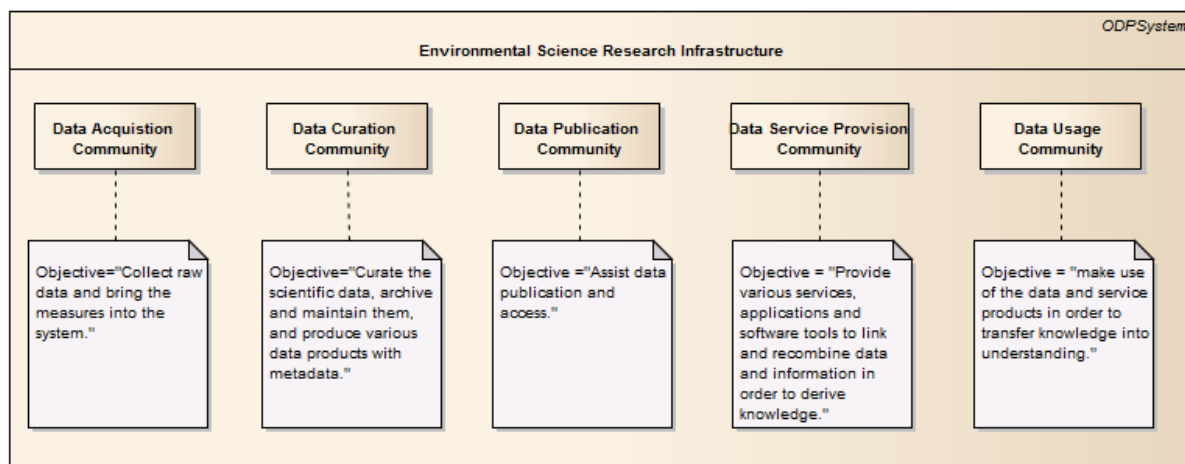 ODPSystem
Environmental Science Research Infrastructure
Data Acquistion
Community
Data Curation
Community
Data Publication
Community
Data Service Provision
Community
Data Usage
Community
Objective="Collect raw
data and bring the
measures into the
system."
Objective="Curate the
scientific data, archive
and maintain them,
and produce various
data products with
metadata."
Objective ="Assist data
publication and
access."
Objective = "Provide
various services,
applications and
software tools to link
and recombine data
and information in
order to derive
knowledge."
Objective = "make use
of the data and service
products in order to
transfer knowledge into
understanding."